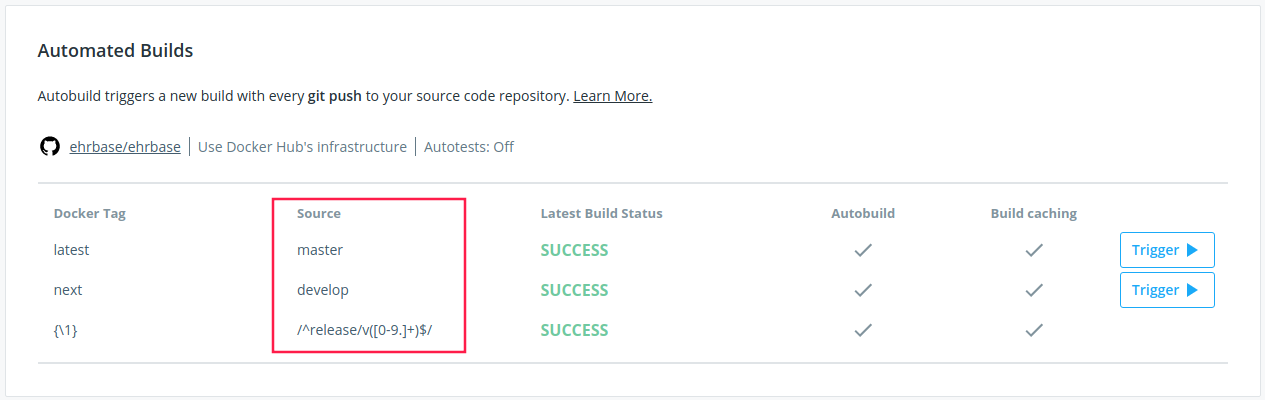 Automated Builds
Autobuild triggers a new build with every git push to your source code repository. Learn More.
ehrbase/ehrbase | Use Docker Hub's infrastructure | Autotests: Off
Docker Tag Source Latest Build Status Autobuild Build caching
latest master SUCCESS Trigger
next develop SUCCESS Trigger
{\1} /^release/v([0-9.]+)$/ SUCCESS